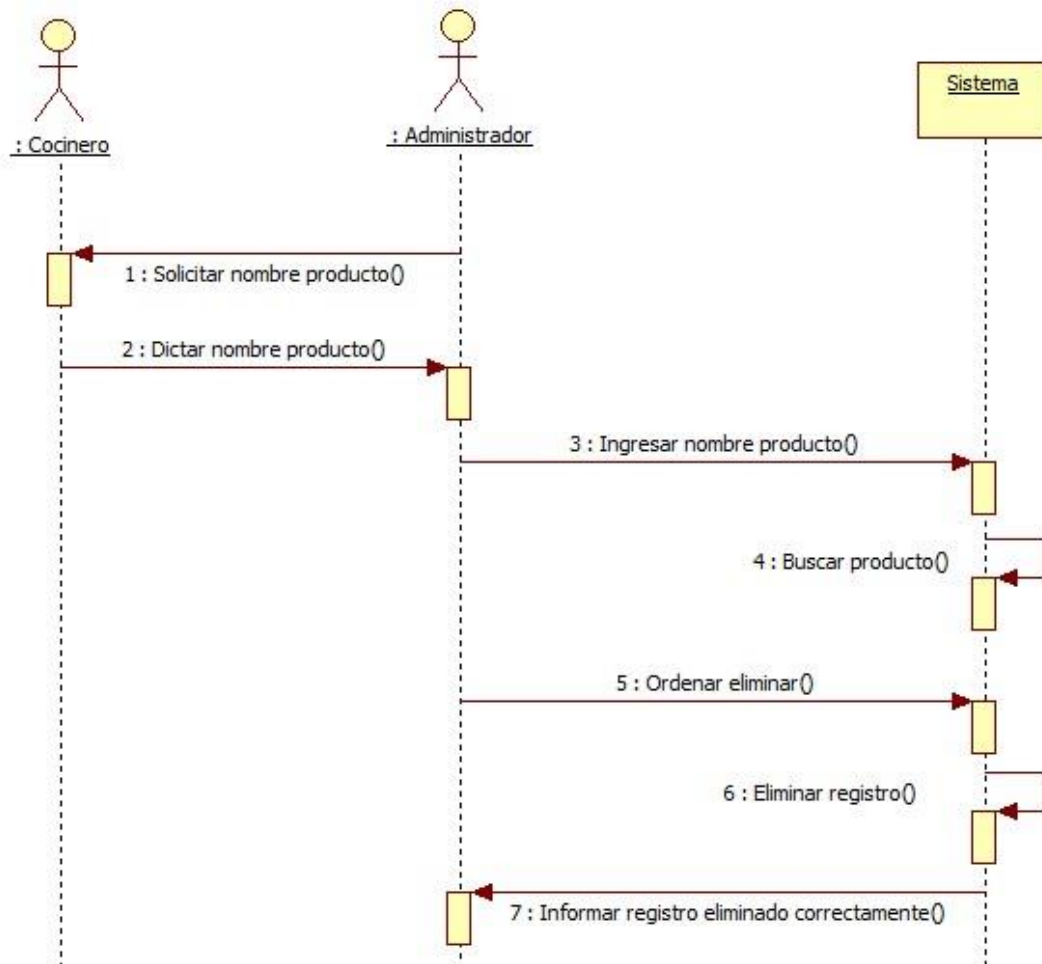 : Cocinero
: Administrador
Sistema
1 : Solicitar nombre producto()
2 : Dictar nombre producto()
3 : Ingresar nombre producto()
4 : Buscar producto()
5 : Ordenar eliminar()
6 : Eliminar registro()
7 : Informar registro eliminado correctamente()